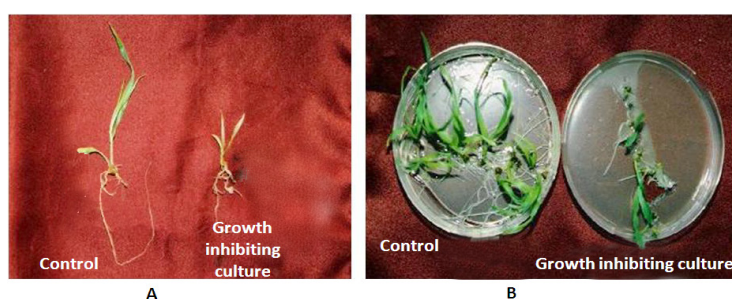 Control
Growth
inhibiting
culture
Control
Growth inhibiting culture
A
B